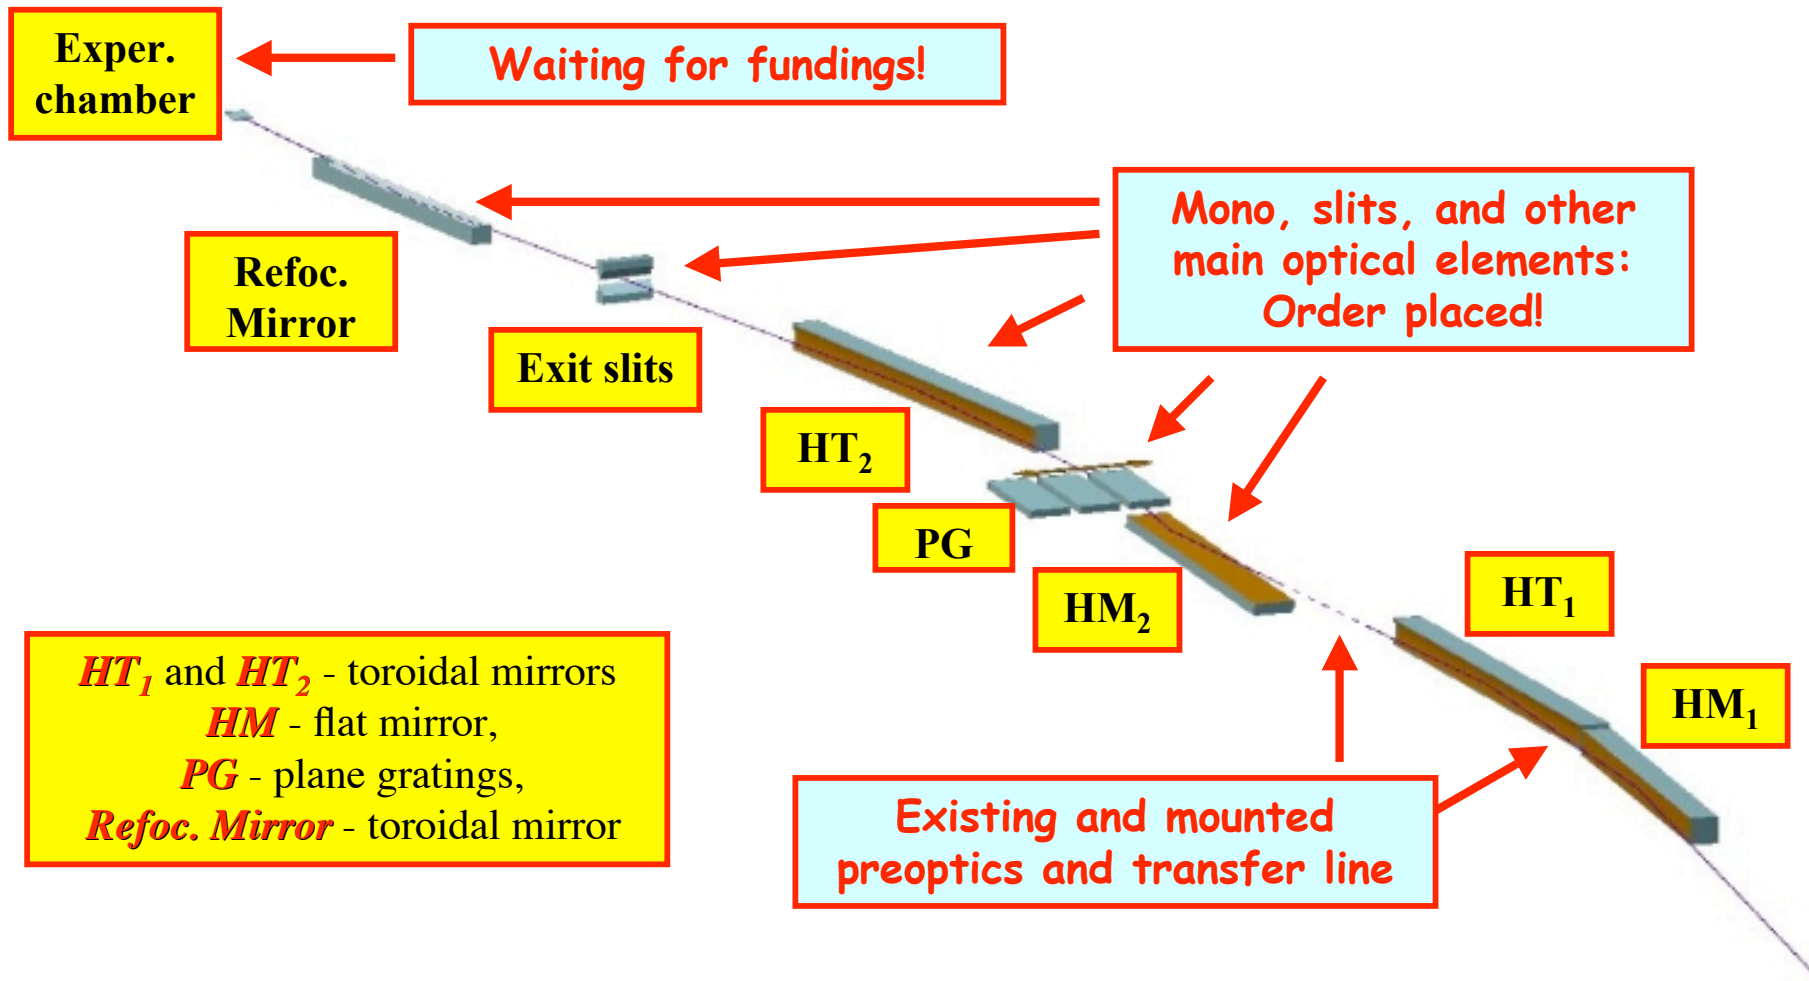 Exper.
chamber
Waiting for fundings!
Mono, slits, and other
main optical elements:
Order placed!
Refoc.
Mirror
Exit slits
HT₂
PG
HM₂
HT₁
HM₁
HT₁ and HT₂ - toroidal mirrors
HM - flat mirror,
PG - plane gratings,
Refoc. Mirror - toroidal mirror
Existing and mounted
preoptics and transfer line